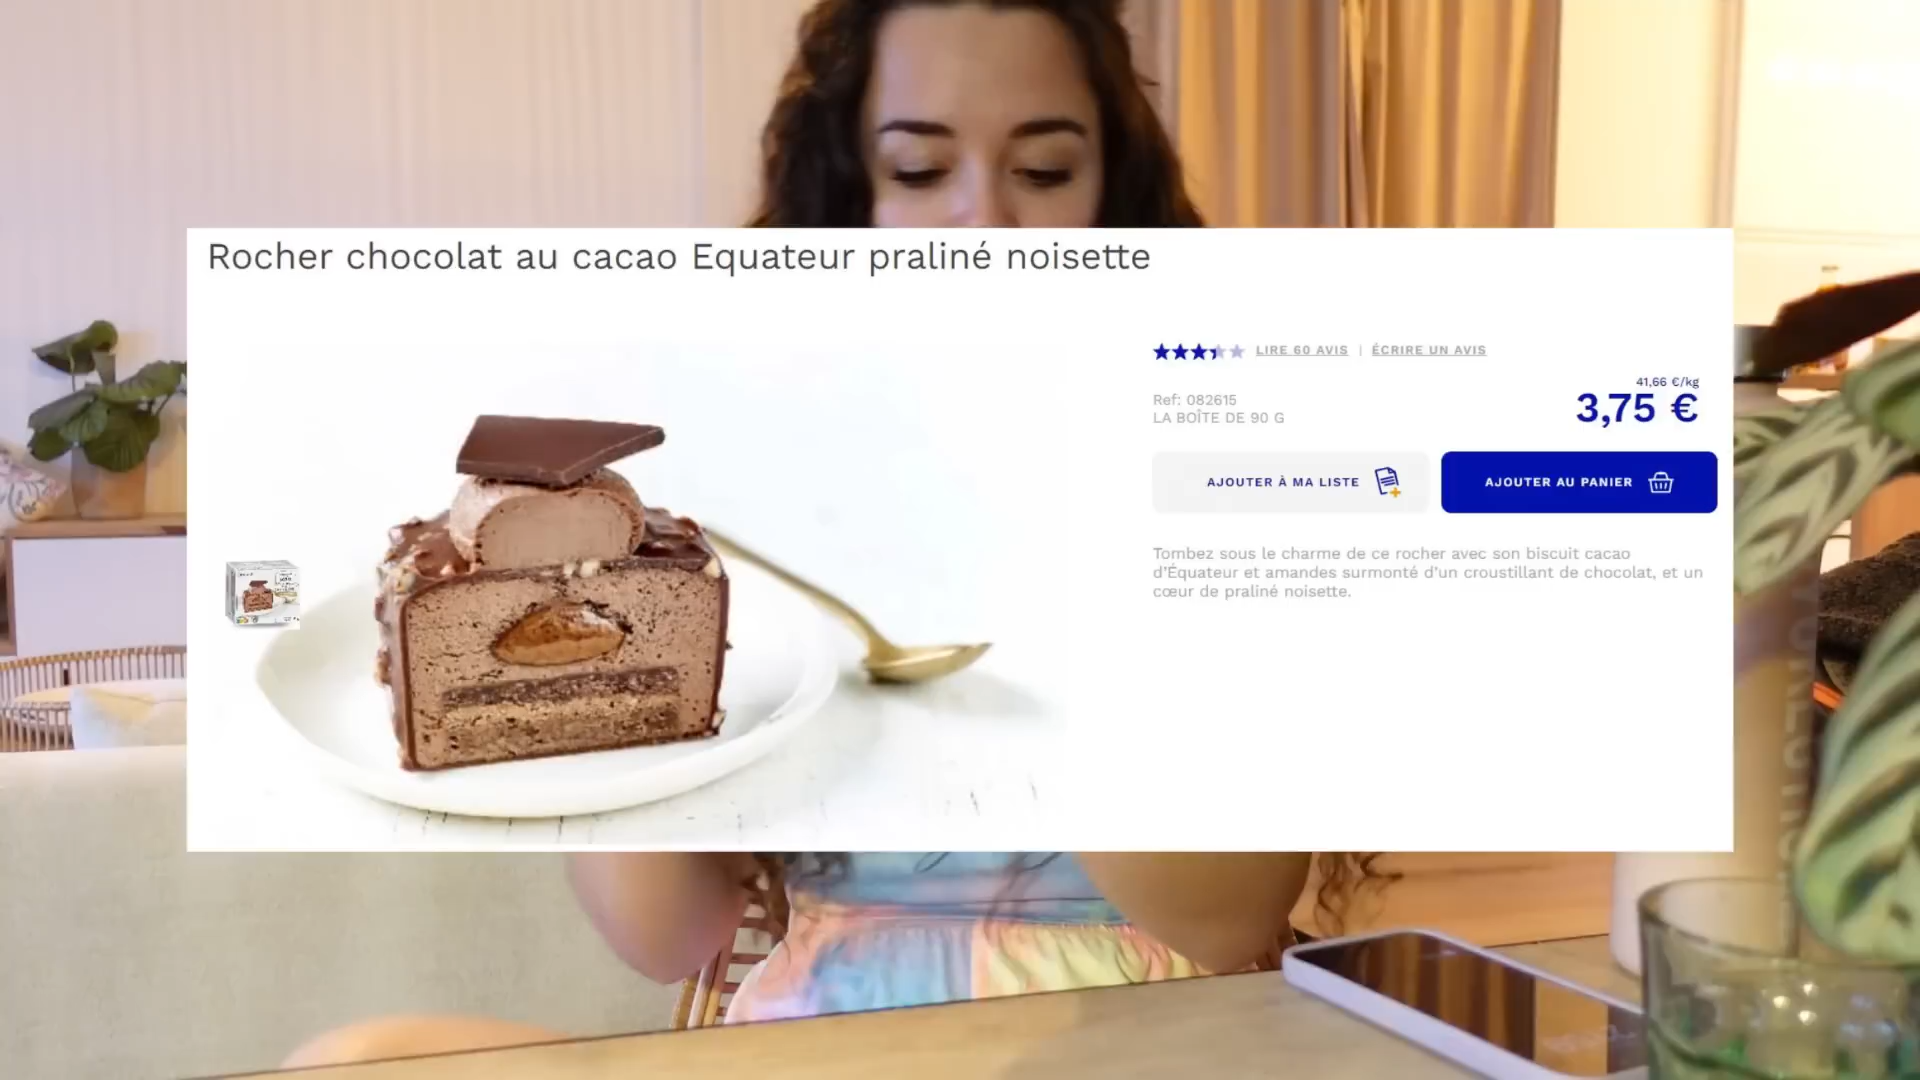 Rocher chocolat au cacao Equateur praliné noisette
LIRE 60 AVIS | ÉCRIRE UN AVIS
41,66 €/kg
Ref: 082615
3,75 €
LA BOÎTE DE 90 G
AJOUTER À MA LISTE
AJOUTER AU PANIER
Tombez sous le charme de ce rocher avec son biscuit cacao
d'Équateur et amandes surmonté d'un croustillant de chocolat, et un
cœur de praliné noisette.